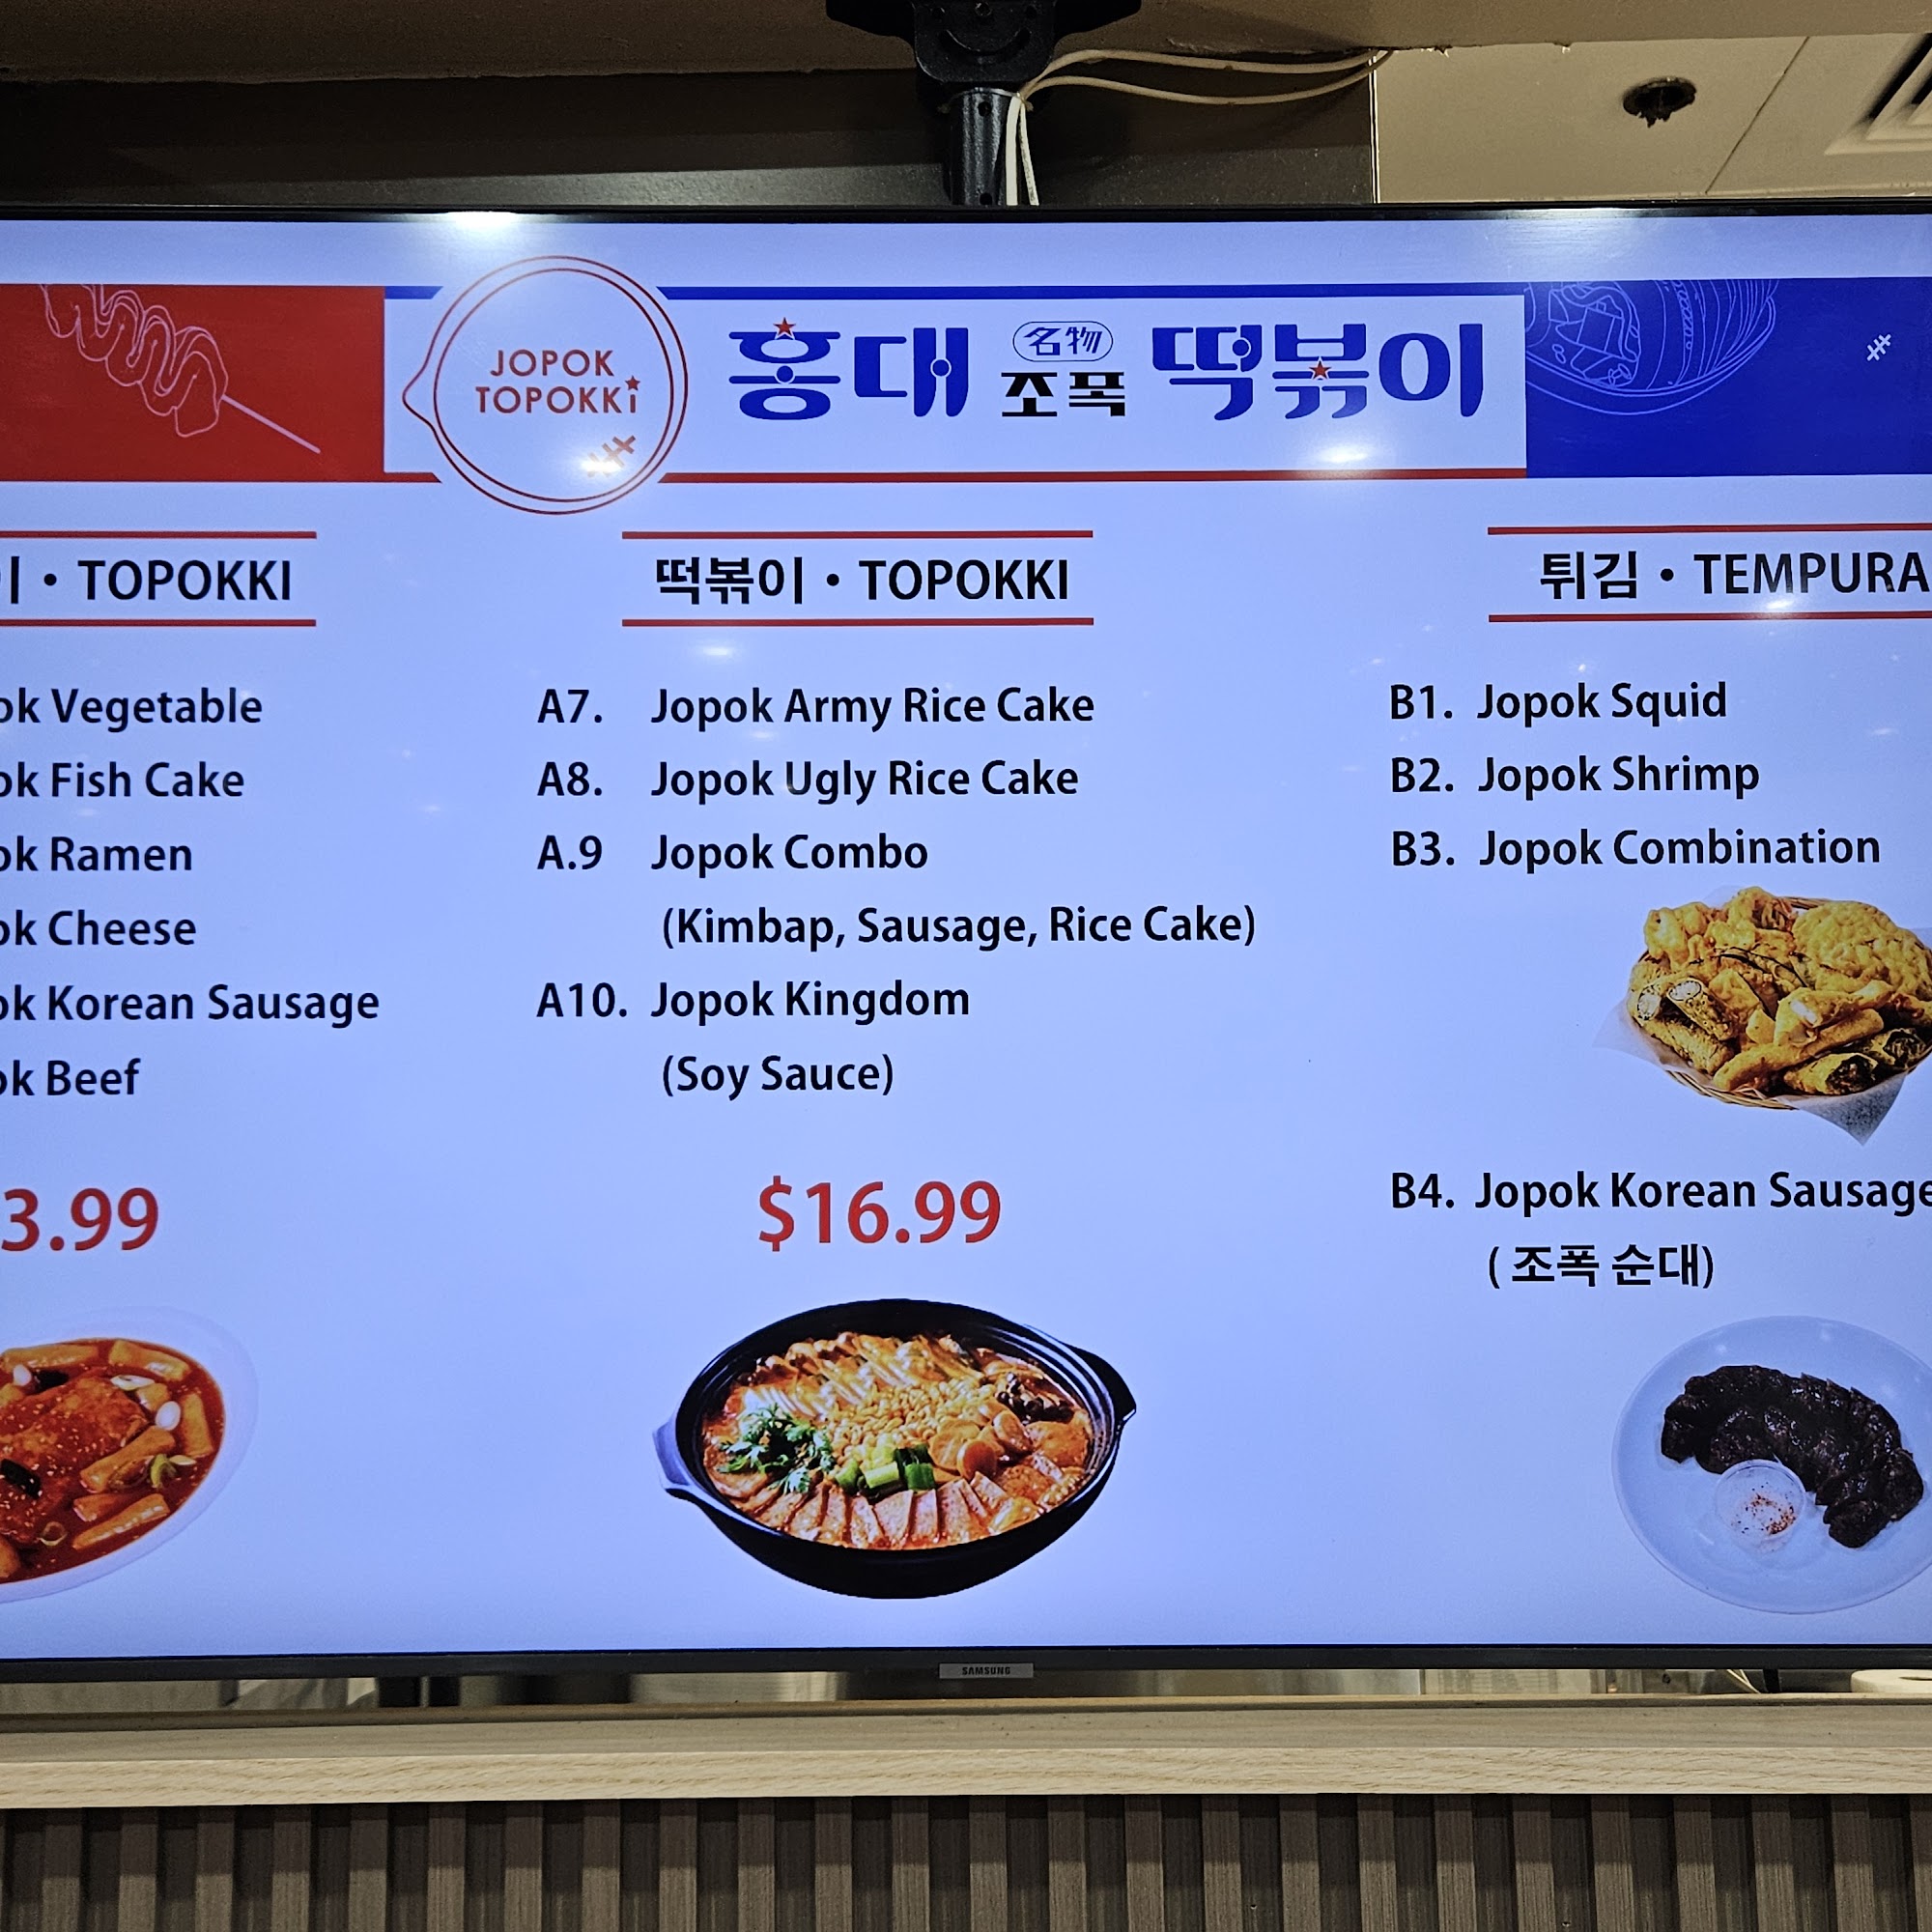 JOPOK
TOPOKKi
홍대 名物 조폭 떡볶이
이 • TOPOKKI
ok Vegetable
ok Fish Cake
ok Ramen
ok Cheese
ok Korean Sausage
ok Beef
3.99
떡볶이 • TOPOKKI
A7. Jopok Army Rice Cake
A8. Jopok Ugly Rice Cake
A.9 Jopok Combo
(Kimbap, Sausage, Rice Cake)
A10. Jopok Kingdom
(Soy Sauce)
$16.99
튀김 • TEMPURA
B1. Jopok Squid
B2. Jopok Shrimp
B3. Jopok Combination
B4. Jopok Korean Sausage
( 조폭 순대)
SAMSUNG